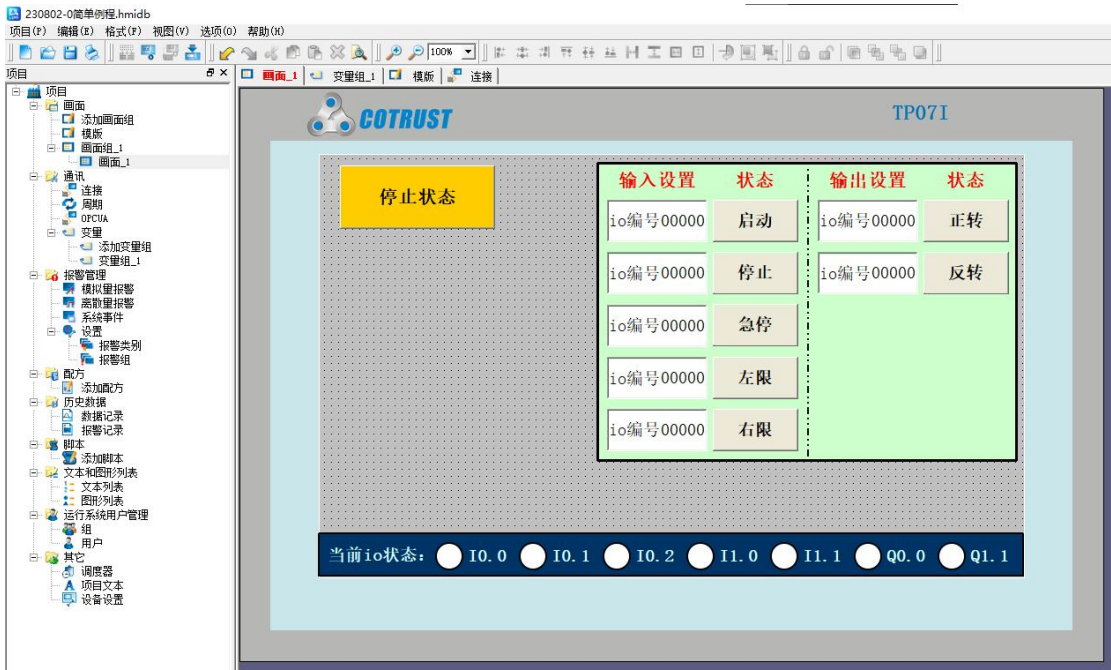 230802-0简单例程.hmidb
项目(P) 编辑(E) 格式(F) 视图(V) 选项(O) 帮助(H)
100%
项目
画面_1 变量组_1 模版 连接
项目
画面
添加画面组
模版
画面组_1
画面_1
通讯
连接
周期
OPCUA
变量
添加变量组
变量组_1
报警管理
模拟量报警
离散量报警
系统事件
设置
报警类别
报警组
配方
添加配方
历史数据
数据记录
报警记录
脚本
添加脚本
文本和图形列表
文本列表
图形列表
运行系统用户管理
组
用户
其它
调度器
项目文本
设备设置
COTRUST TP07I
停止状态
输入设置 状态 输出设置 状态
io编号00000 启动 io编号00000 正转
io编号00000 停止 io编号00000 反转
io编号00000 急停
io编号00000 左限
io编号00000 右限
当前io状态: I0.0 I0.1 I0.2 I1.0 I1.1 Q0.0 Q1.1